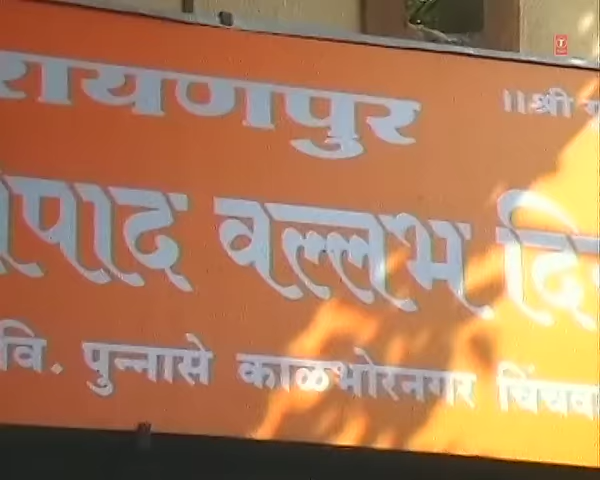 रायणपुर ।।श्री
पाद वल्लभ दि
वि. पुन्नासे काळभोरनगर चिंचव